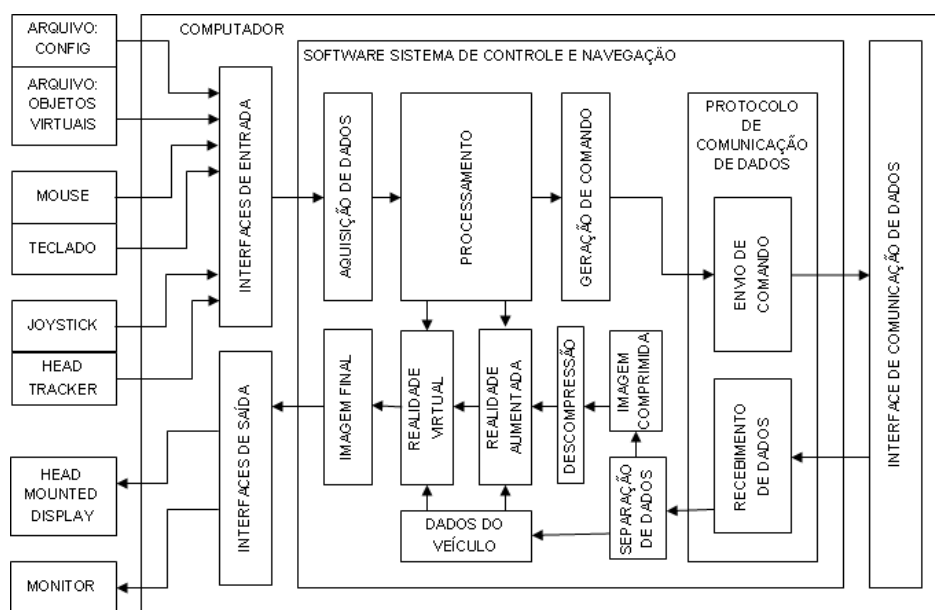 ARQUIVO:
CONFIG
ARQUIVO:
OBJETOS
VIRTUAIS
MOUSE
TECLADO
JOYSTICK
HEAD
TRACKER
HEAD
MOUNTED
DISPLAY
MONITOR
COMPUTADOR
INTERFACES DE ENTRADA
INTERFACES DE SAÍDA
SOFTWARE SISTEMA DE CONTROLE E NAVEGAÇÃO
AQUISIÇÃO DE DADOS
PROCESSAMENTO
GERAÇÃO DE COMANDO
PROTOCOLO
DE
COMUNICAÇÃO
DE DADOS
ENVIO DE
COMANDO
IMAGEM FINAL
REALIDADE
VIRTUAL
REALIDADE
AUMENTADA
DESCOMPRESSÃO
IMAGEM
COMPRIMIDA
SEPARAÇÃO
DE DADOS
DADOS DO
VEÍCULO
RECEBIMENTO
DE DADOS
INTERFACE DE COMUNICAÇÃO DE DADOS